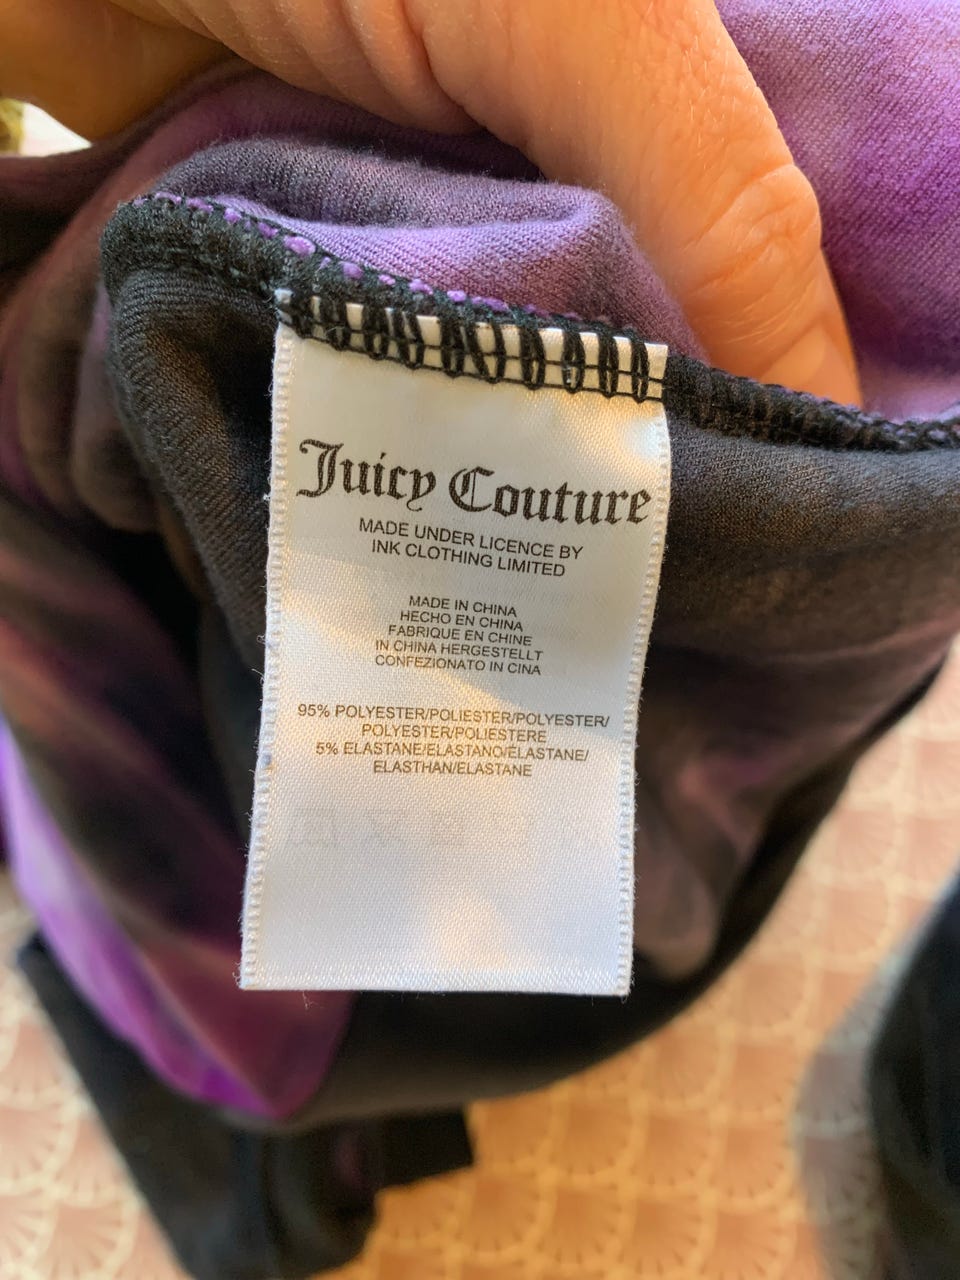 Juicy Couture
MADE UNDER LICENCE BY
INK CLOTHING LIMITED
MADE IN CHINA
HECHO EN CHINA
FABRIQUE EN CHINE
IN CHINA HERGESTELLT
CONFEZIONATO IN CINA
95% POLYESTER/POLIESTER/POLYESTER/
POLYESTER/POLIESTERE
5% ELASTANE/ELASTANO/ELASTANE/
ELASTHAN/ELASTANE